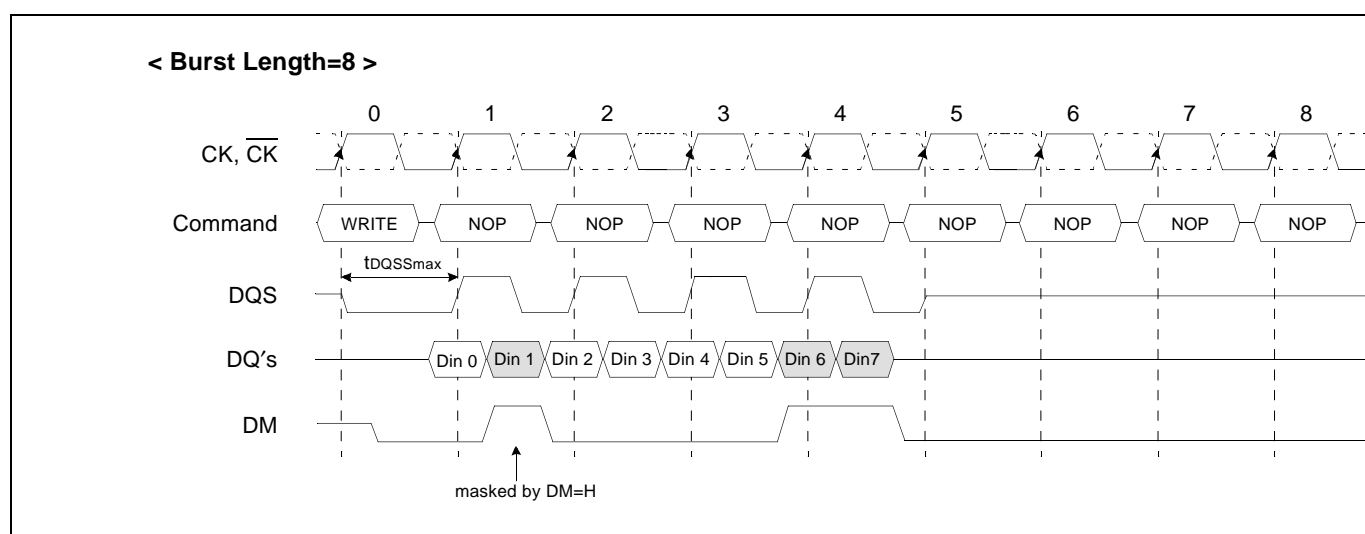 < Burst Length=8 >
0 1 2 3 4 5 6 7 8
CK, C̅K̅
Command WRITE NOP NOP NOP NOP NOP NOP NOP NOP
tDQSSmax
DQS
DQ's Din 0 Din 1 Din 2 Din 3 Din 4 Din 5 Din 6 Din7
DM
masked by DM=H